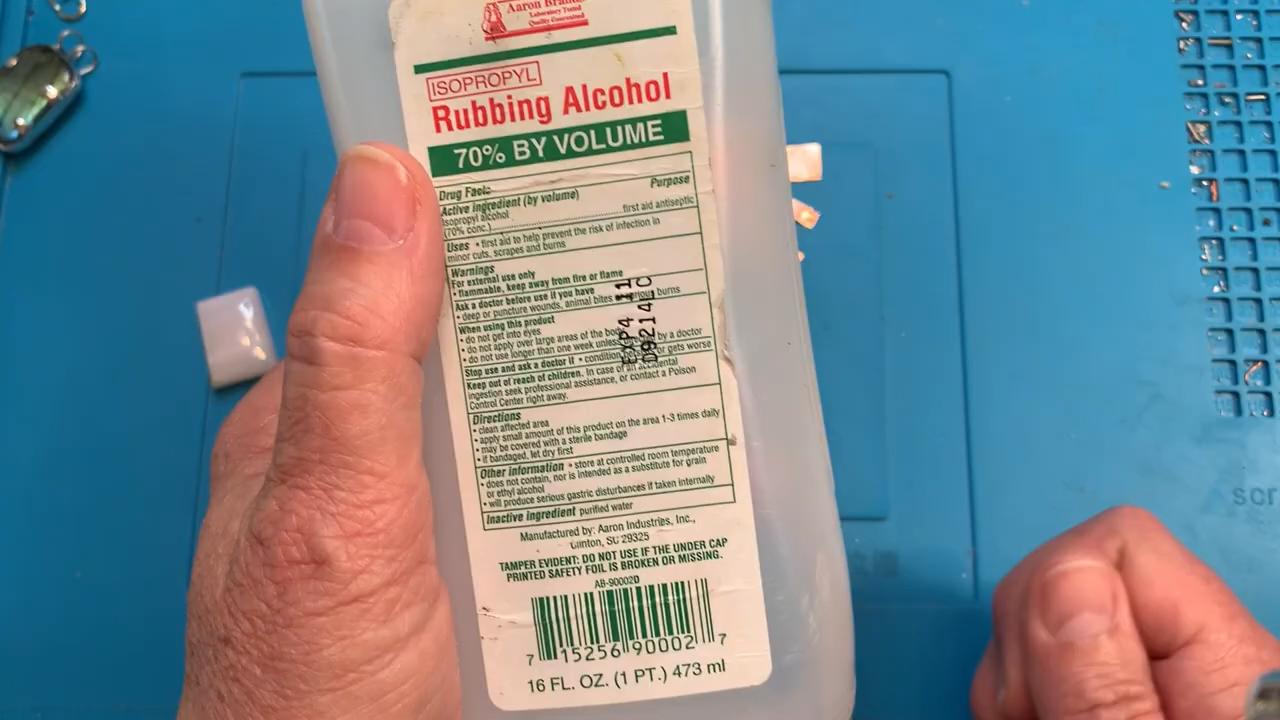 Aaron Brands
Laboratory Tested
Quality Guaranteed
ISOPROPYL
Rubbing Alcohol
70% BY VOLUME
Drug Facts
Active ingredient (by volume) Purpose
Isopropyl alcohol
(70% conc.) first aid antiseptic
Uses • first aid to help prevent the risk of infection in
minor cuts, scrapes and burns
Warnings
For external use only
• flammable, keep away from fire or flame
Ask a doctor before use if you have
• deep or puncture wounds, animal bites serious burns
When using this product
• do not get into eyes
• do not apply over large areas of the body
• do not use longer than one week unless by a doctor
Stop use and ask a doctor if • condition or gets worse
Keep out of reach of children. In case of an accidental
ingestion seek professional assistance, or contact a Poison
Control Center right away.
EXP4 11
D9214LC
Directions
• clean affected area
• apply small amount of this product on the area 1-3 times daily
• may be covered with a sterile bandage
• if bandaged, let dry first
Other information • store at controlled room temperature
• does not contain, nor is intended as a substitute for grain
or ethyl alcohol
• will produce serious gastric disturbances if taken internally
Inactive ingredient purified water
Manufactured by: Aaron Industries, Inc.,
Clinton, SC 29325
TAMPER EVIDENT: DO NOT USE IF THE UNDER CAP
PRINTED SAFETY FOIL IS BROKEN OR MISSING.
AB-90002D
7 15256 90002 7
16 FL. OZ. (1 PT.) 473 ml
scr